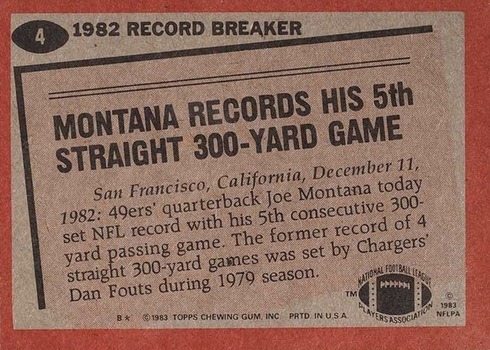 4 1982 RECORD BREAKER
MONTANA RECORDS HIS 5th
STRAIGHT 300-YARD GAME
San Francisco, California, December 11,
1982: 49ers' quarterback Joe Montana today
set NFL record with his 5th consecutive 300-
yard passing game. The former record of 4
straight 300-yard games was set by Chargers'
Dan Fouts during 1979 season.
NATIONAL FOOTBALL LEAGUE
PLAYERS ASSOCIATION
TM
© 1983
NFLPA
B* © 1983 TOPPS CHEWING GUM, INC. PRTD. IN U.S.A.